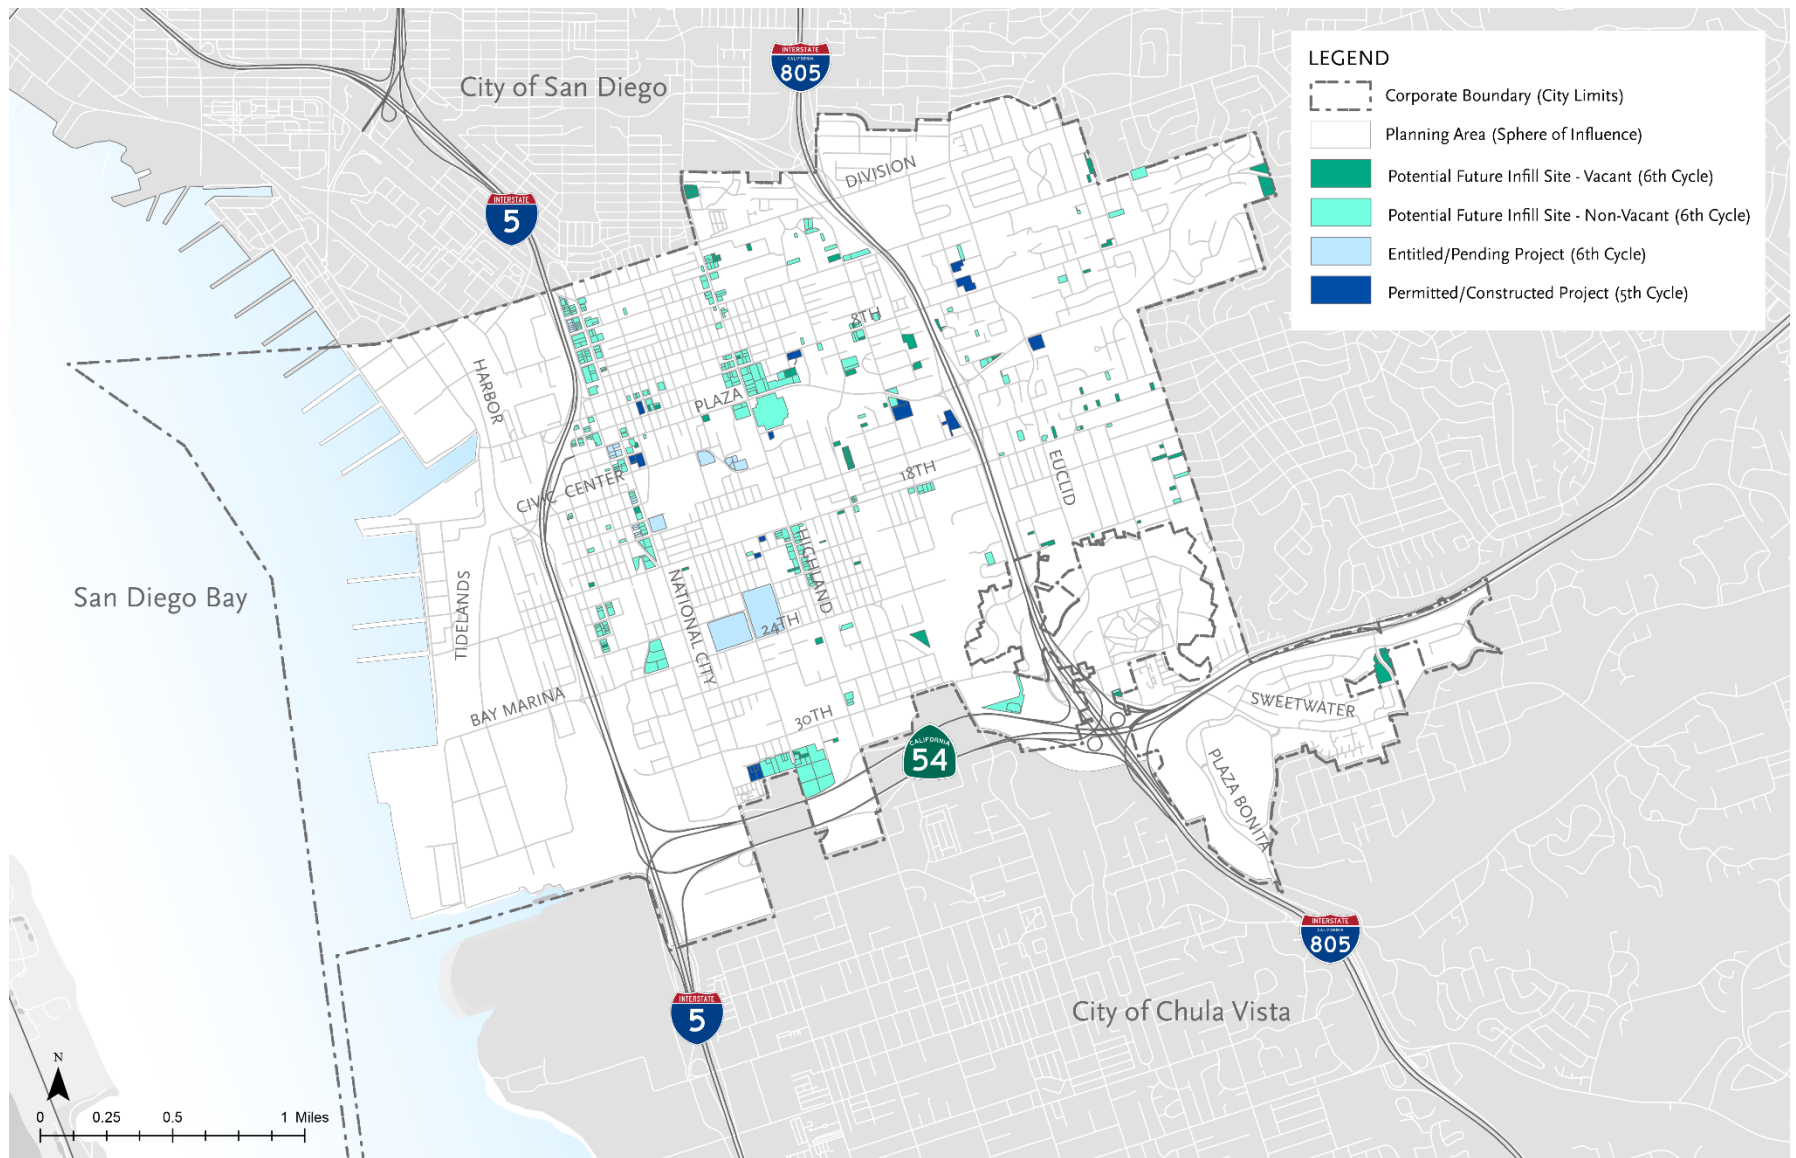 City of San Diego
INTERSTATE
CALIFORNIA
805
LEGEND
Corporate Boundary (City Limits)
Planning Area (Sphere of Influence)
Potential Future Infill Site - Vacant (6th Cycle)
Potential Future Infill Site - Non-Vacant (6th Cycle)
Entitled/Pending Project (6th Cycle)
Permitted/Constructed Project (5th Cycle)
DIVISION
INTERSTATE
5
8TH
HARBOR
PLAZA
18TH
EUCLID
CIVIC CENTER
HIGHLAND
San Diego Bay
TIDELANDS
NATIONAL CITY
24TH
BAY MARINA
30TH
SWEETWATER
CALIFORNIA
54
PLAZA BONITA
INTERSTATE
CALIFORNIA
805
INTERSTATE
5
City of Chula Vista
N
0 0.25 0.5 1 Miles